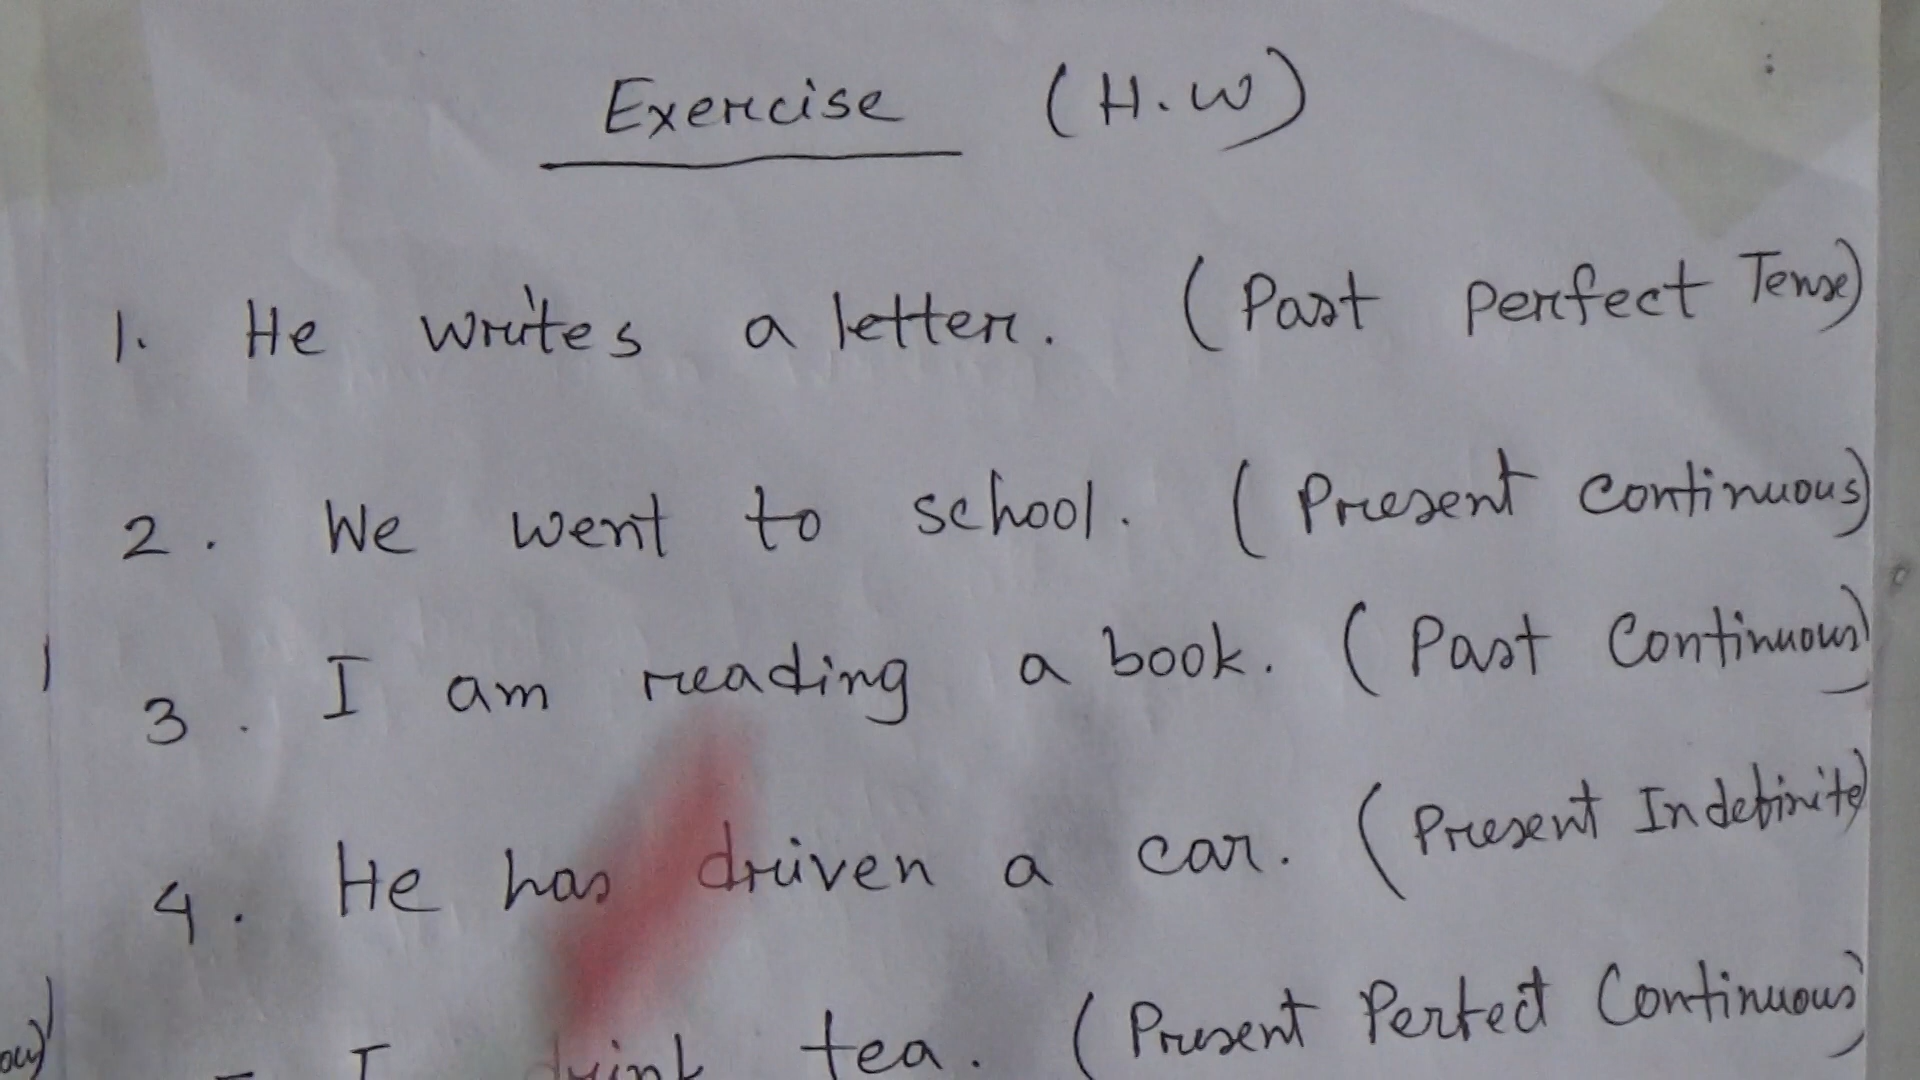 Exercise (H.W)
1. He writes a letter. (Past perfect Tense)
2. We went to school. (Present continuous)
3. I am reading a book. (Past Continuous)
4. He has driven a car. (Present Indefinite)
I drink tea. (Present Perfect Continuous)